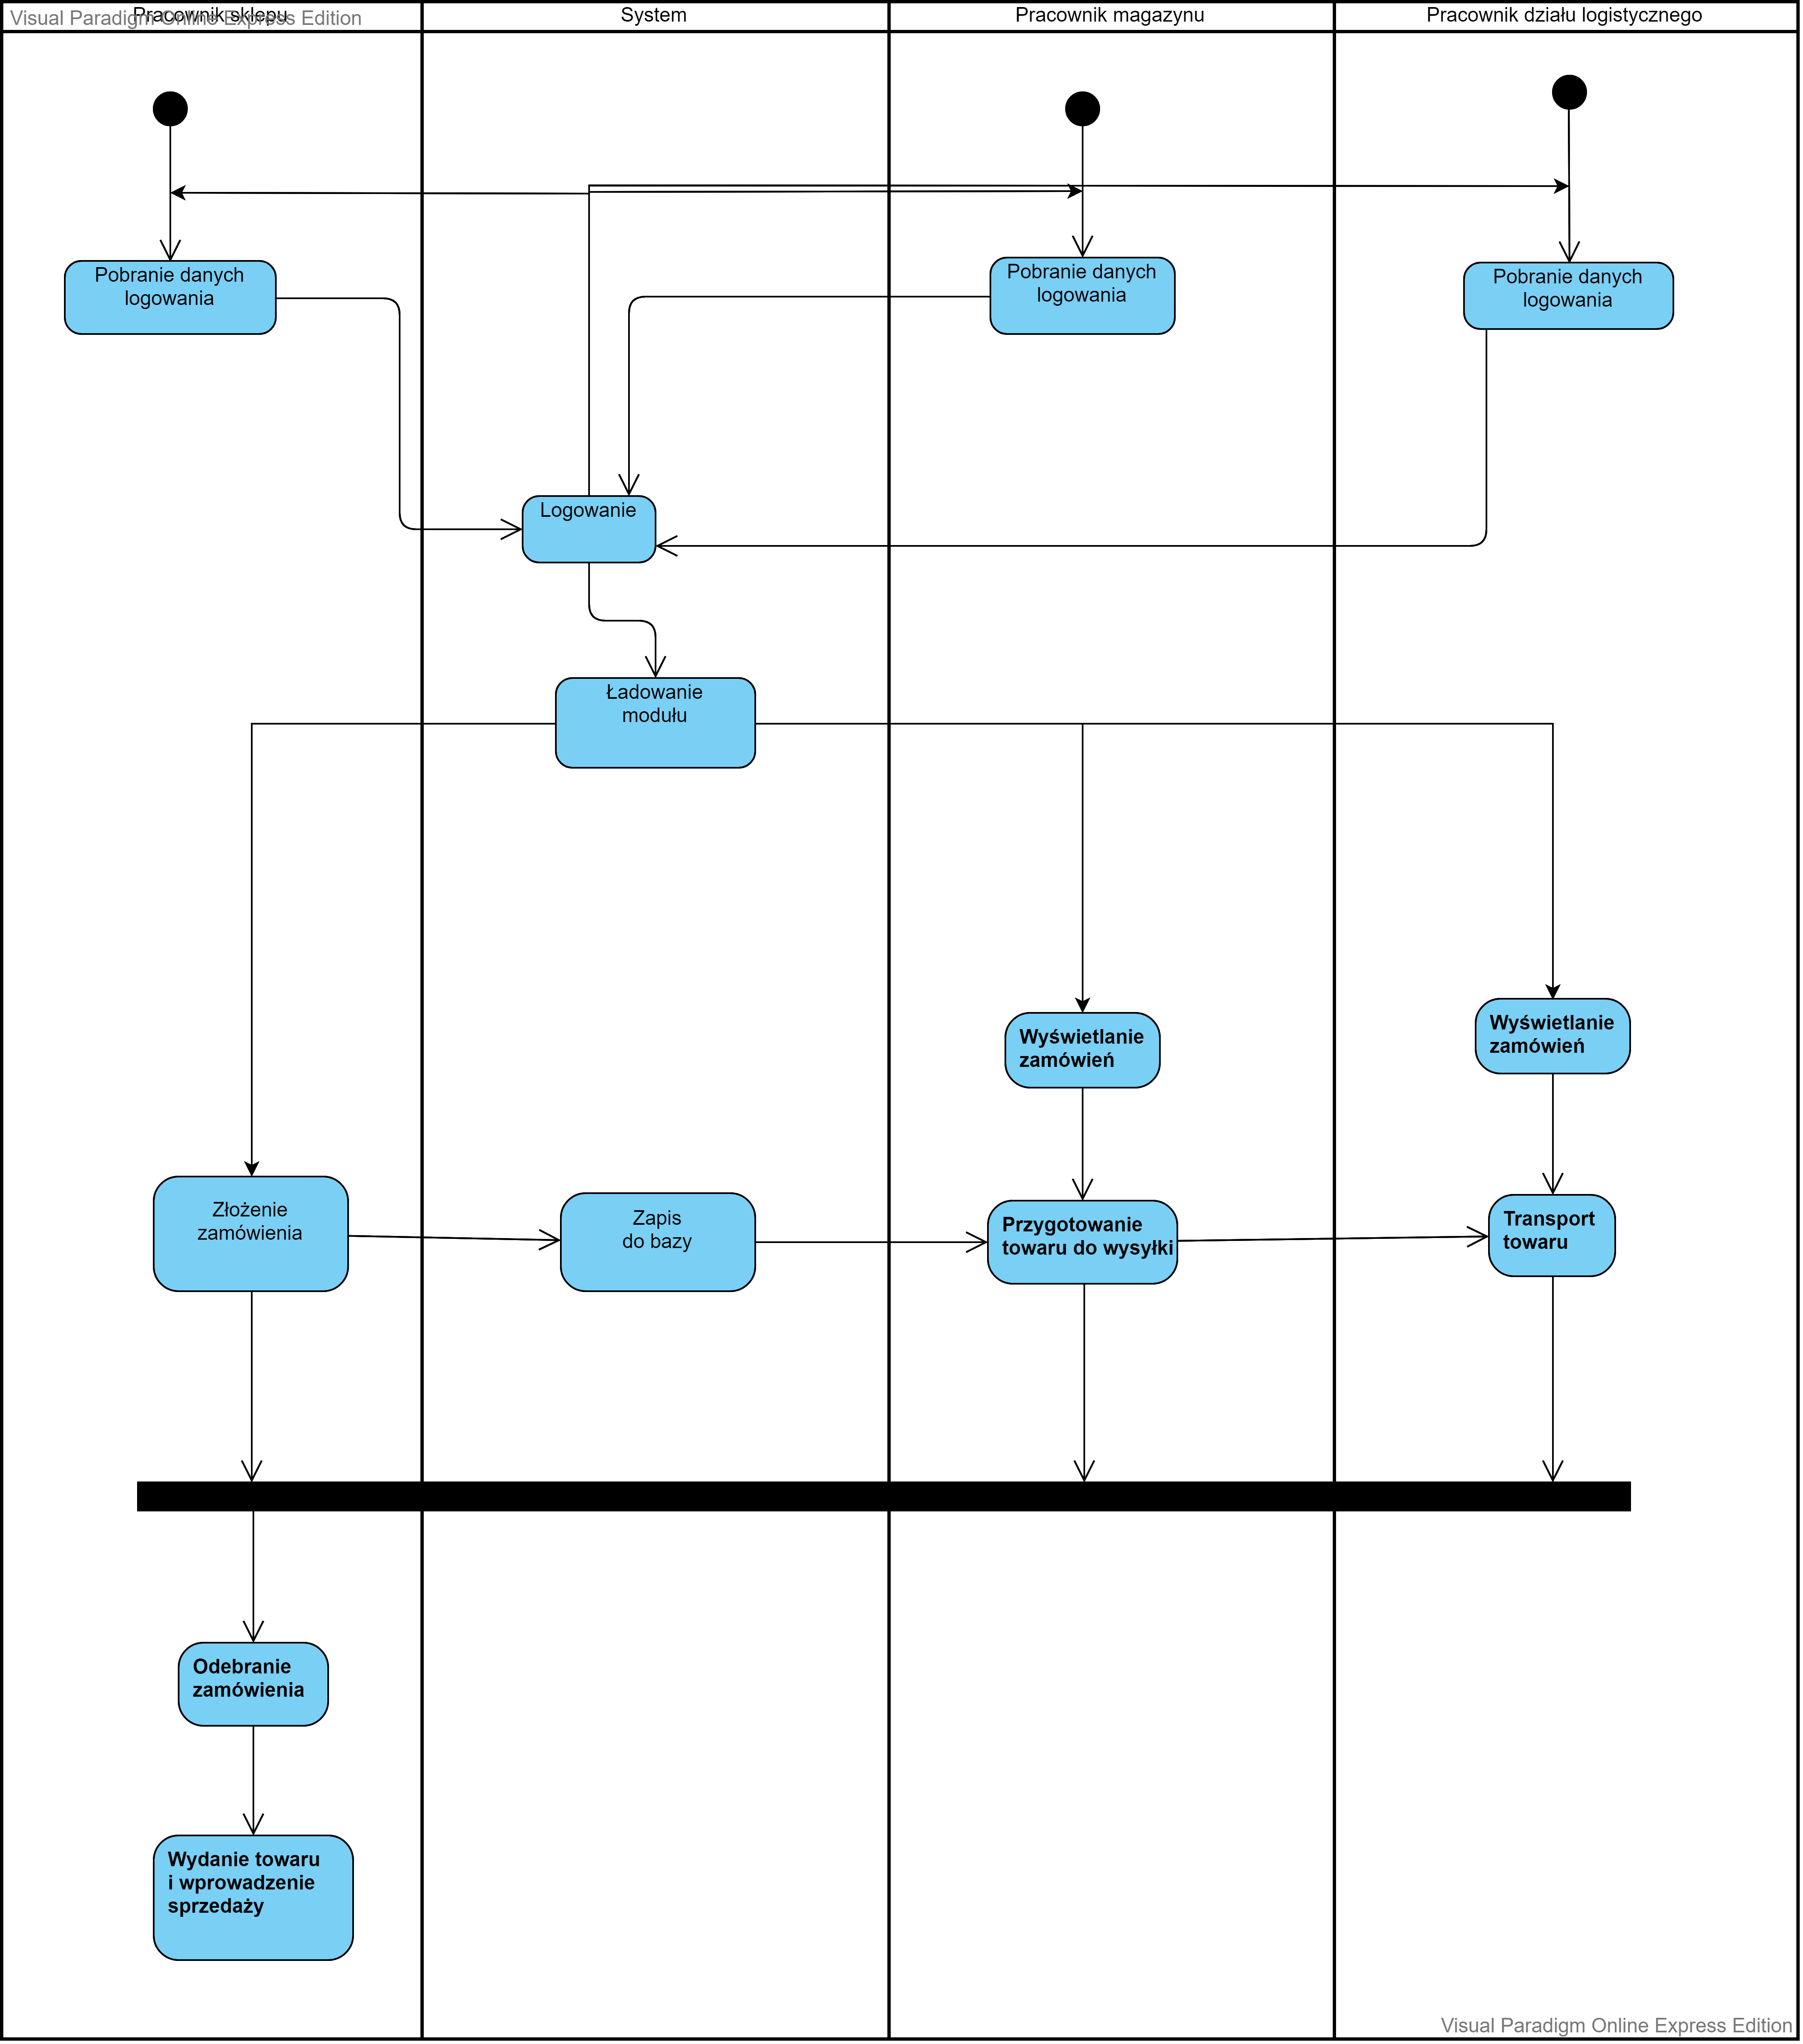 Pracownik sklepu
Visual Paradigm Online Express Edition
System
Pracownik magazynu
Pracownik działu logistycznego
Pobranie danych
logowania
Pobranie danych
logowania
Pobranie danych
logowania
Logowanie
Ładowanie
modułu
Wyświetlanie
zamówień
Wyświetlanie
zamówień
Złożenie
zamówienia
Zapis
do bazy
Przygotowanie
towaru do wysyłki
Transport
towaru
Odebranie
zamówienia
Wydanie towaru
i wprowadzenie
sprzedaży
Visual Paradigm Online Express Edition